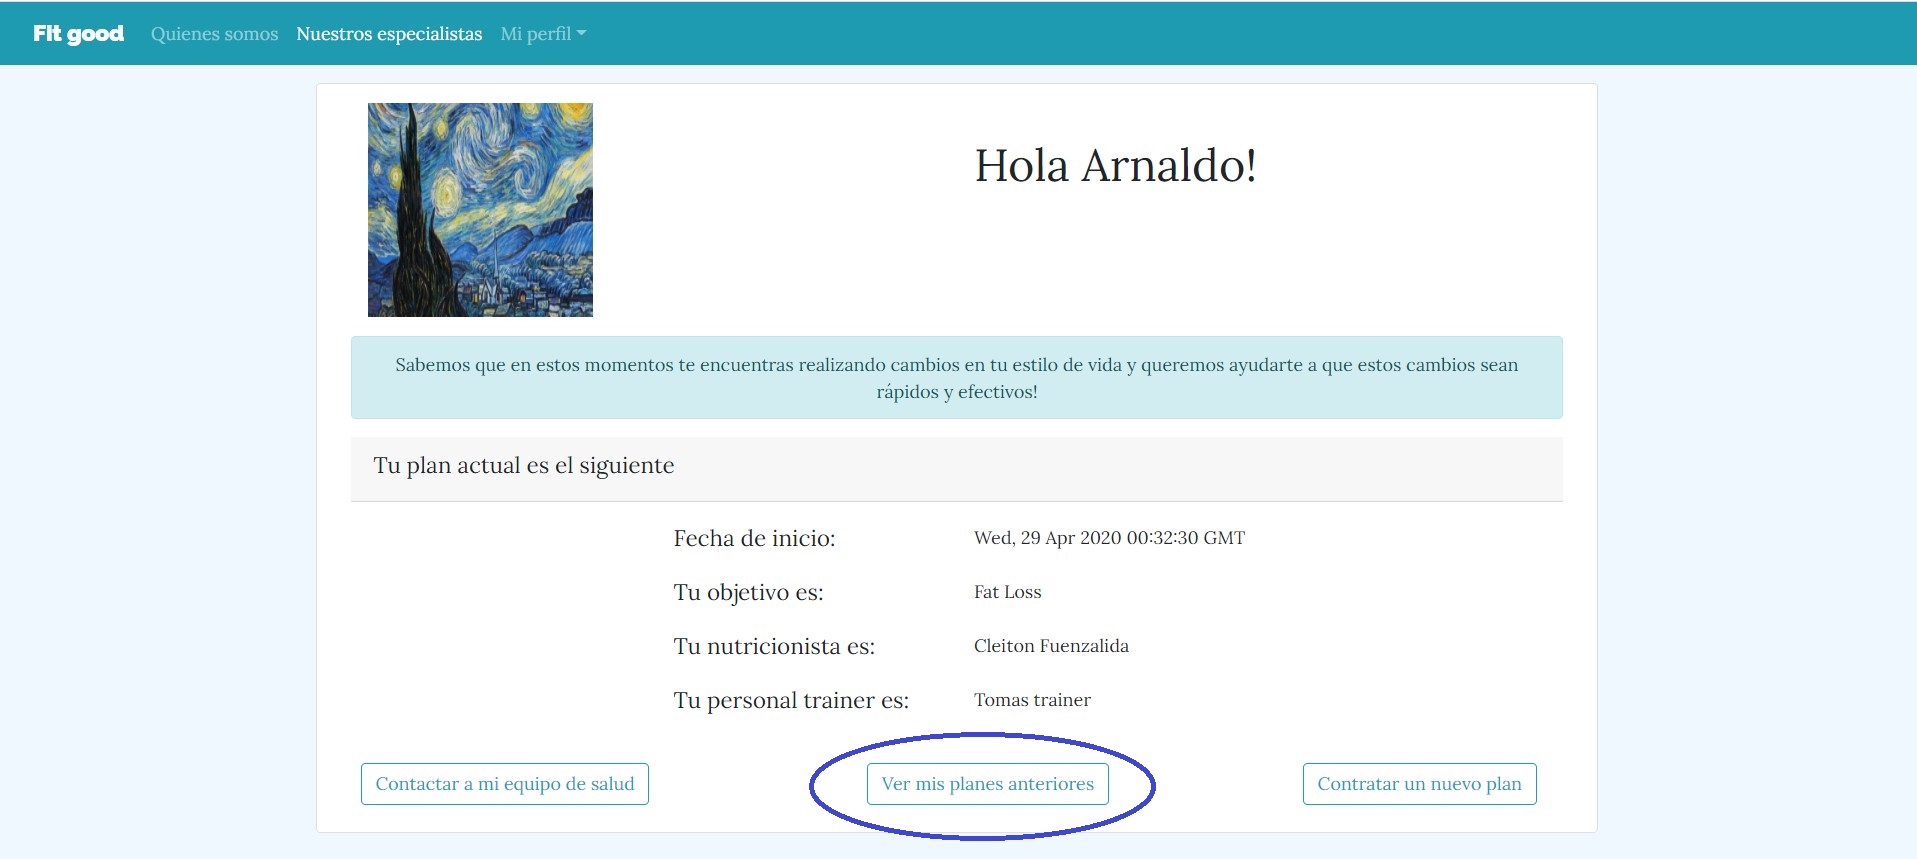 Fit good
Quienes somos
Nuestros especialistas
Mi perfil
Hola Arnaldo!
Sabemos que en estos momentos te encuentras realizando cambios en tu estilo de vida y queremos ayudarte a que estos cambios sean
rápidos y efectivos!
Tu plan actual es el siguiente
Fecha de inicio: Wed, 29 Apr 2020 00:32:30 GMT
Tu objetivo es: Fat Loss
Tu nutricionista es: Cleiton Fuenzalida
Tu personal trainer es: Tomas trainer
Contactar a mi equipo de salud
Ver mis planes anteriores
Contratar un nuevo plan